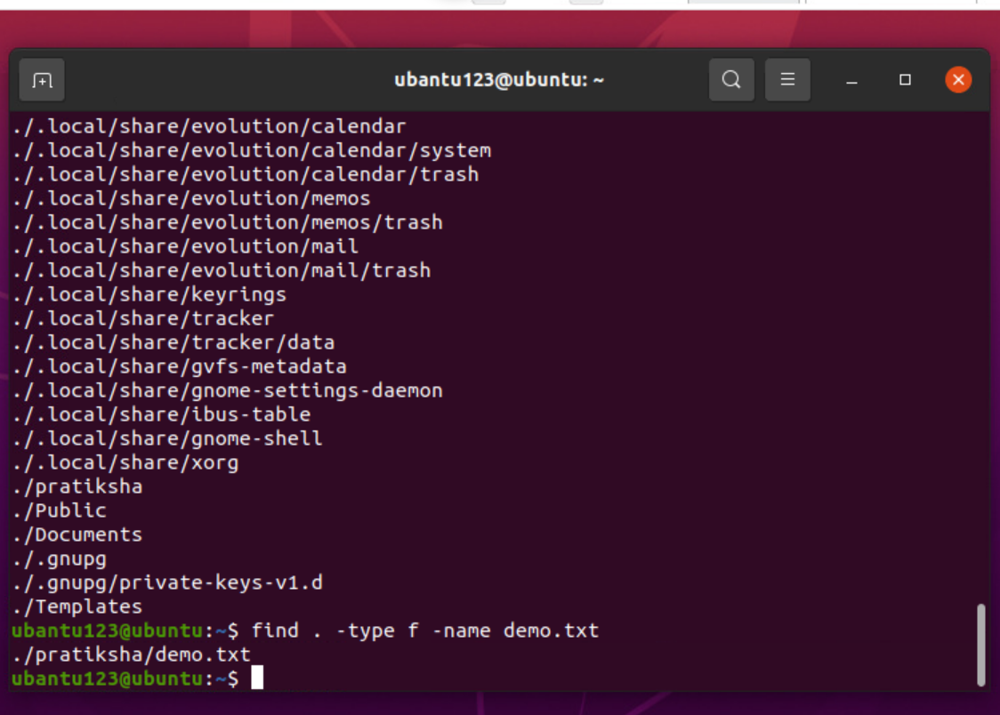 ubantu123@ubuntu: ~
./.local/share/evolution/calendar
./.local/share/evolution/calendar/system
./.local/share/evolution/calendar/trash
./.local/share/evolution/memos
./.local/share/evolution/memos/trash
./.local/share/evolution/mail
./.local/share/evolution/mail/trash
./.local/share/keyrings
./.local/share/tracker
./.local/share/tracker/data
./.local/share/gvfs-metadata
./.local/share/gnome-settings-daemon
./.local/share/ibus-table
./.local/share/gnome-shell
./.local/share/xorg
./pratiksha
./Public
./Documents
./.gnupg
./.gnupg/private-keys-v1.d
./Templates
ubantu123@ubuntu:~$ find . -type f -name demo.txt
./pratiksha/demo.txt
ubantu123@ubuntu:~$